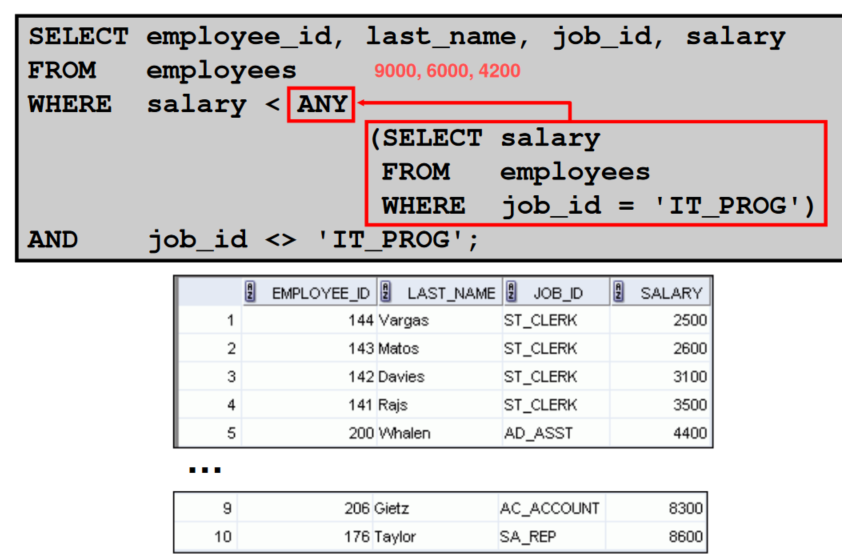 SELECT employee_id, last_name, job_id, salary
FROM employees 9000, 6000, 4200
WHERE salary < ANY
(SELECT salary
FROM employees
WHERE job_id = 'IT_PROG')
AND job_id <> 'IT_PROG';
EMPLOYEE_ID LAST_NAME JOB_ID SALARY
1 144 Vargas ST_CLERK 2500
2 143 Matos ST_CLERK 2600
3 142 Davies ST_CLERK 3100
4 141 Rajs ST_CLERK 3500
5 200 Whalen AD_ASST 4400
...
9 206 Gietz AC_ACCOUNT 8300
10 176 Taylor SA_REP 8600